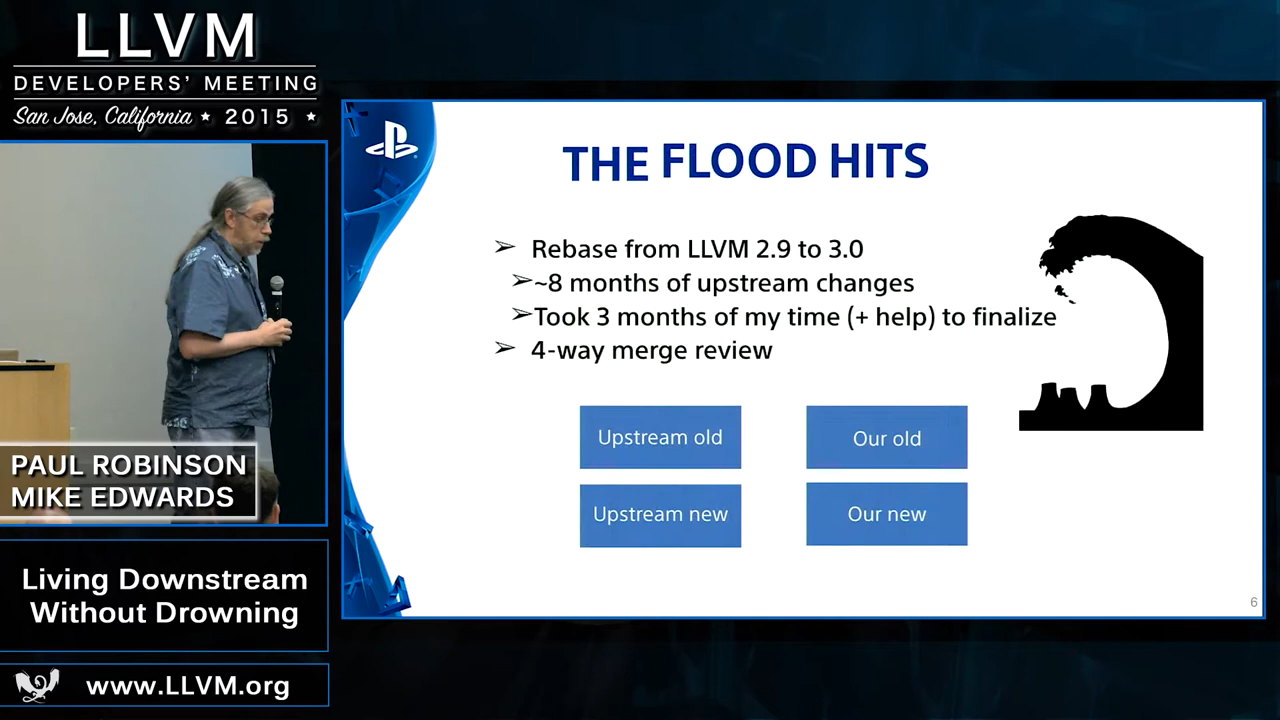 LLVM
DEVELOPERS' MEETING
San Jose, California ★ 2015 ★
THE FLOOD HITS
➢ Rebase from LLVM 2.9 to 3.0
➢~8 months of upstream changes
➢Took 3 months of my time (+ help) to finalize
➢ 4-way merge review
Upstream old
Our old
Upstream new
Our new
6
PAUL ROBINSON
MIKE EDWARDS
Living Downstream
Without Drowning
www.LLVM.org